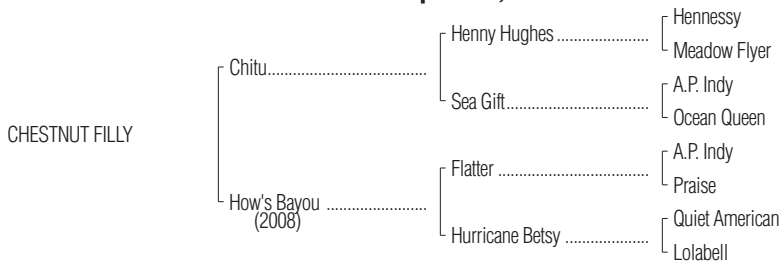 Hennessy
Henny Hughes ....................
Meadow Flyer
Chitu...................................
A.P. Indy
Sea Gift...............................
Ocean Queen
CHESTNUT FILLY
A.P. Indy
Flatter .................................
Praise
How's Bayou ......................
(2008)
Quiet American
Hurricane Betsy ..................
Lolabell